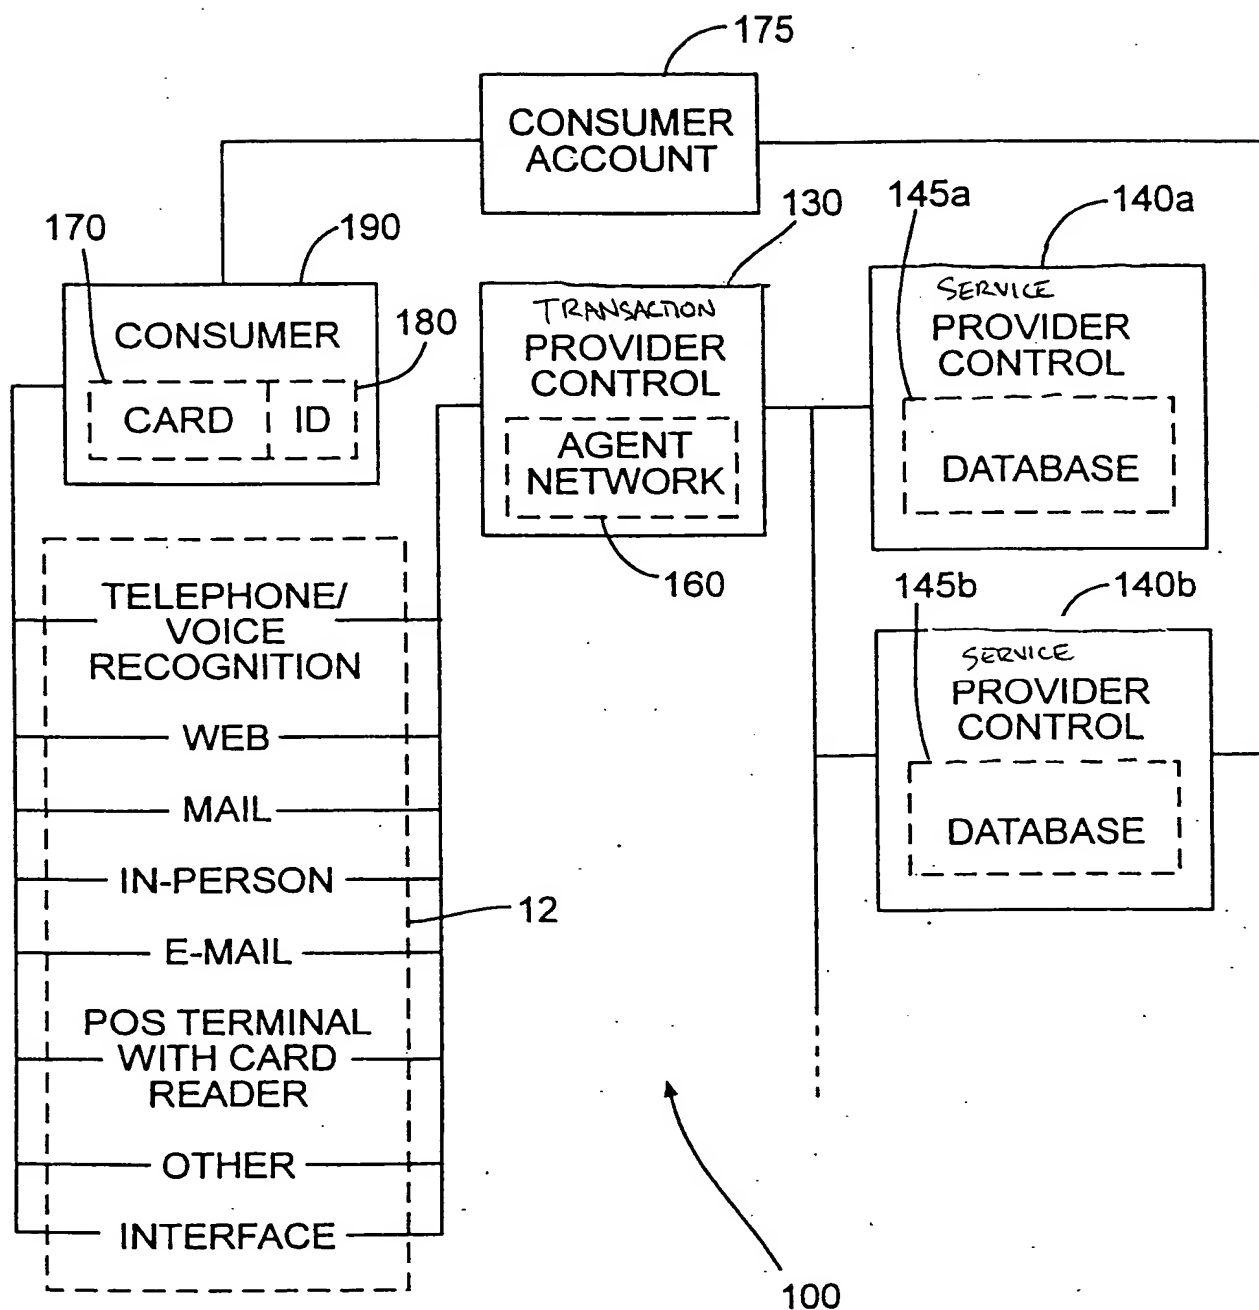 175
CONSUMER
ACCOUNT
170
190
130
145a
140a
CONSUMER
180
CARD
ID
TRANSACTION
PROVIDER
CONTROL
AGENT
NETWORK
160
SERVICE
PROVIDER
CONTROL
DATABASE
145b
140b
SERVICE
PROVIDER
CONTROL
DATABASE
TELEPHONE/
VOICE
RECOGNITION
WEB
MAIL
IN-PERSON
12
E-MAIL
POS TERMINAL
WITH CARD
READER
OTHER
INTERFACE
100